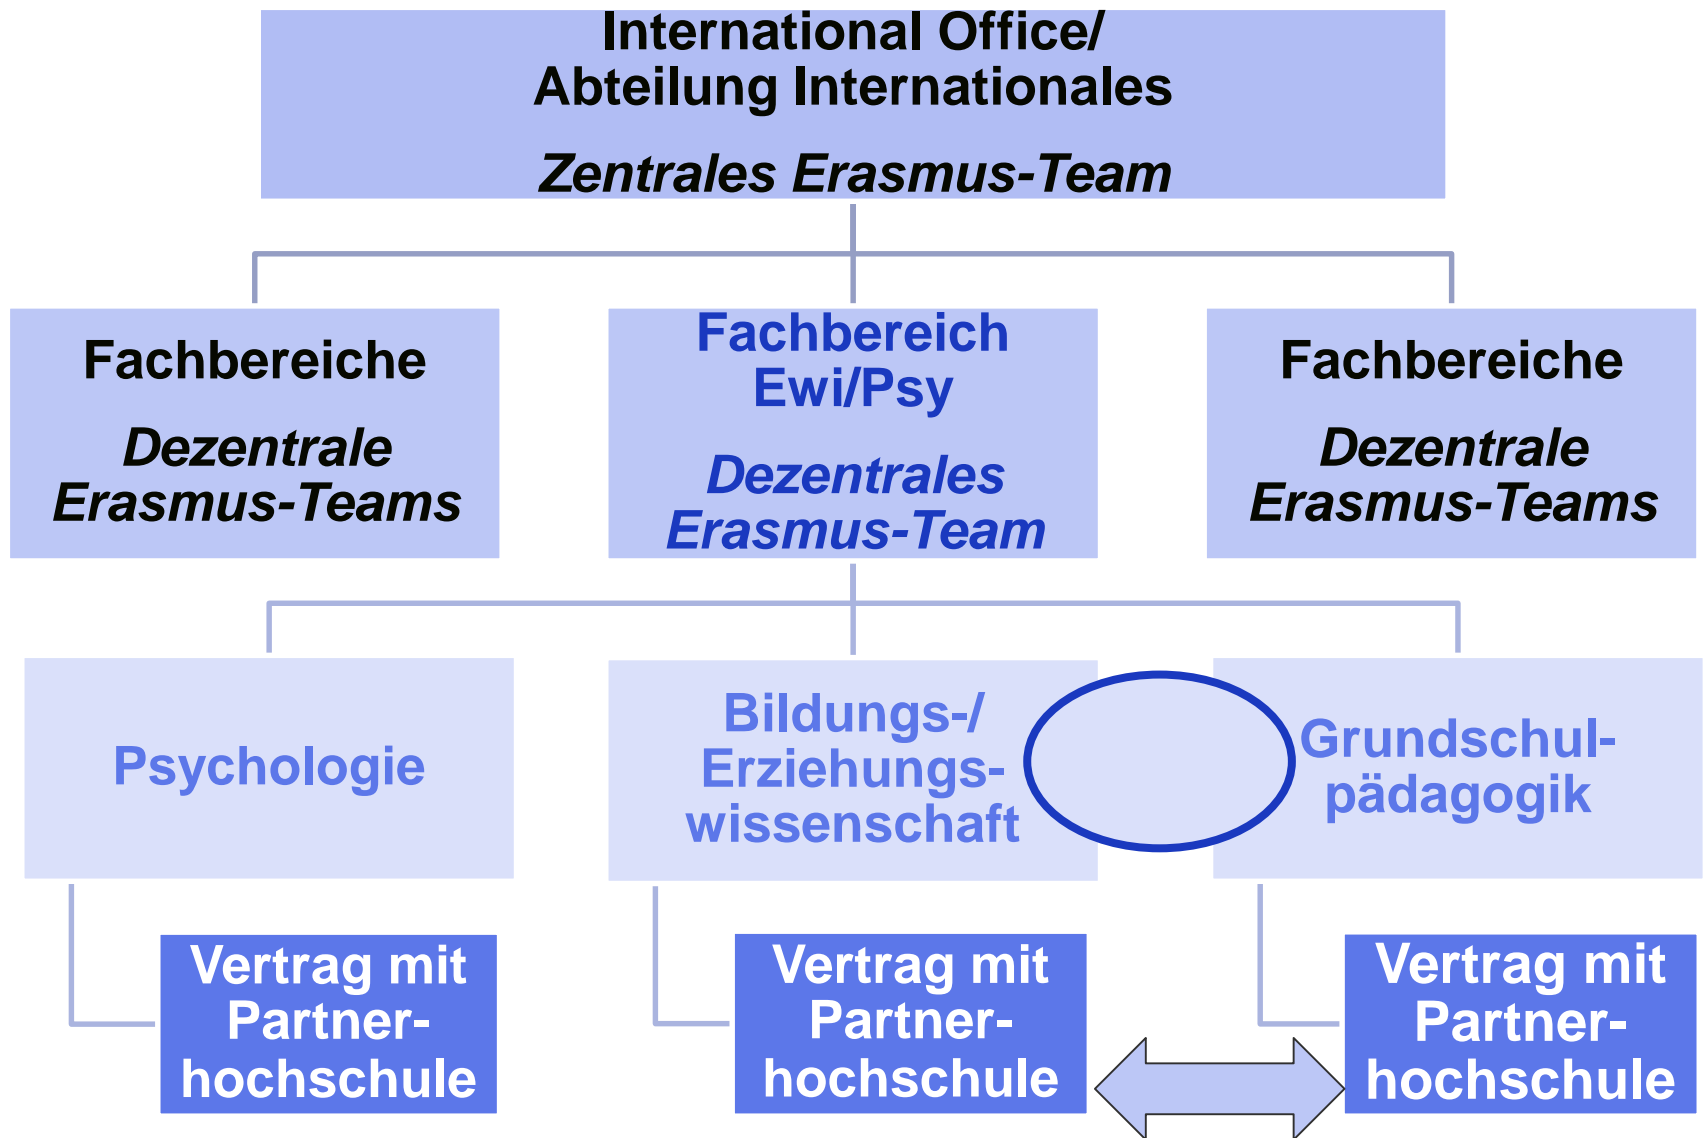 International Office/
Abteilung Internationales
Zentrales Erasmus-Team
Fachbereiche
Dezentrale
Erasmus-Teams
Fachbereich
Ewi/Psy
Dezentrales
Erasmus-Team
Fachbereiche
Dezentrale
Erasmus-Teams
Psychologie
Bildungs-/
Erziehungs-
wissenschaft
Grundschul-
pädagogik
Vertrag mit
Partner-
hochschule
Vertrag mit
Partner-
hochschule
Vertrag mit
Partner-
hochschule